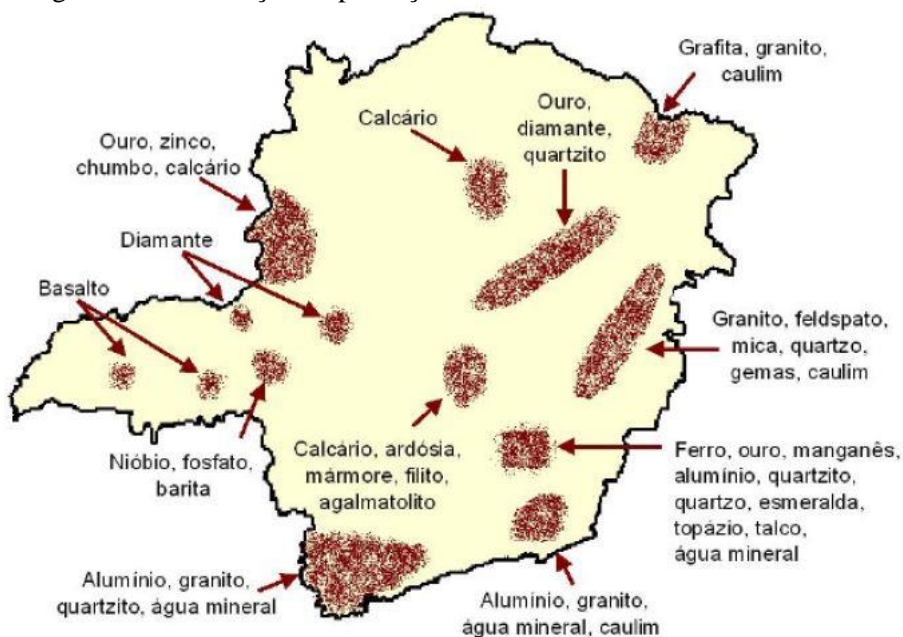 Grafita, granito,
caulim
Ouro,
diamante,
quartzito
Calcário
Ouro, zinco,
chumbo, calcário
Diamante
Basalto
Granito, feldspato,
mica, quartzo,
gemas, caulim
Nióbio, fosfato,
barita
Calcário, ardósia,
mármore, filito,
agalmatolito
Ferro, ouro, manganês,
alumínio, quartzito,
quartzo, esmeralda,
topázio, talco,
água mineral
Alumínio, granito,
quartzito, água mineral
Alumínio, granito,
água mineral, caulim